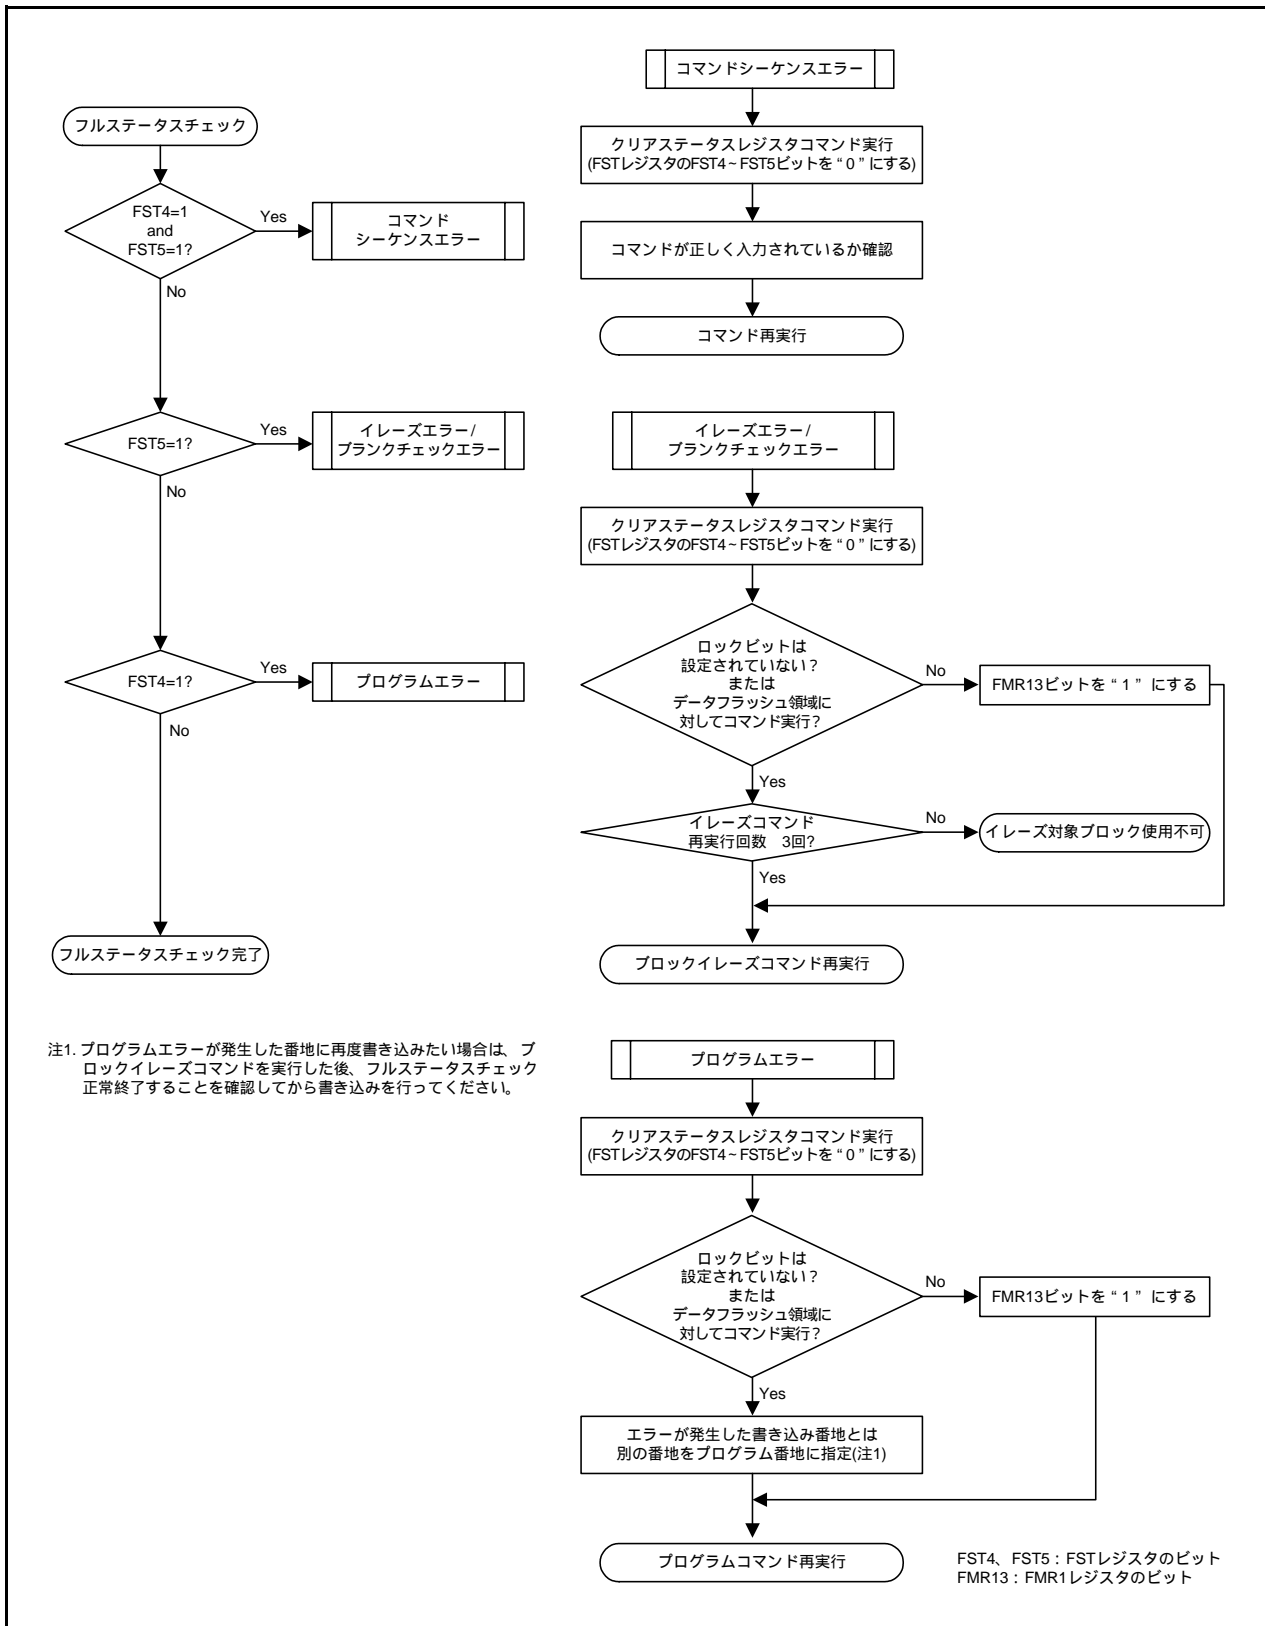 フルステータスチェック
FST4=1
and
FST5=1?
Yes
コマンド
シーケンスエラー
No
FST5=1?
Yes
イレーズエラー/
ブランクチェックエラー
No
FST4=1?
Yes
プログラムエラー
No
フルステータスチェック完了
注1. プログラムエラーが発生した番地に再度書き込みたい場合は、ブ
ロックイレーズコマンドを実行した後、フルステータスチェック
正常終了することを確認してから書き込みを行ってください。
コマンドシーケンスエラー
クリアステータスレジスタコマンド実行
(FSTレジスタのFST4~FST5ビットを“0”にする)
コマンドが正しく入力されているか確認
コマンド再実行
イレーズエラー/
ブランクチェックエラー
クリアステータスレジスタコマンド実行
(FSTレジスタのFST4~FST5ビットを“0”にする)
ロックビットは
設定されていない?
または
データフラッシュ領域に
対してコマンド実行?
No
FMR13ビットを“1”にする
Yes
イレーズコマンド
再実行回数 3回?
No
イレーズ対象ブロック使用不可
Yes
ブロックイレーズコマンド再実行
プログラムエラー
クリアステータスレジスタコマンド実行
(FSTレジスタのFST4~FST5ビットを“0”にする)
ロックビットは
設定されていない?
または
データフラッシュ領域に
対してコマンド実行?
No
FMR13ビットを“1”にする
Yes
エラーが発生した書き込み番地とは
別の番地をプログラム番地に指定(注1)
プログラムコマンド再実行
FST4、FST5:FSTレジスタのビット
FMR13:FMR1レジスタのビット